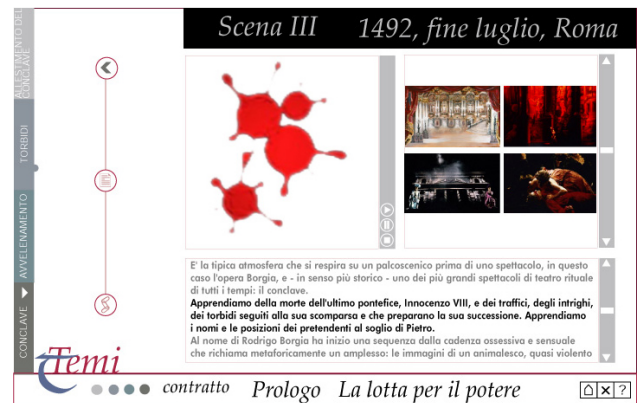 Scena III 1492, fine luglio, Roma
ALLESTIMENTO DEL
CONCLAVE
TORBIDI
AVVELENAMENTO
CONCLAVE
E' la tipica atmosfera che si respira su un palcoscenico prima di uno spettacolo, in questo
caso l'opera Borgia, e - in senso più storico - uno dei più grandi spettacoli di teatro rituale
di tutti i tempi: il conclave.
Apprendiamo della morte dell'ultimo pontefice, Innocenzo VIII, e dei traffici, degli intrighi,
dei torbidi seguiti alla sua scomparsa e che preparano la sua successione. Apprendiamo
i nomi e le posizioni dei pretendenti al soglio di Pietro.
Al nome di Rodrigo Borgia ha inizio una sequenza dalla cadenza ossessiva e sensuale
che richiama metaforicamente un amplesso: le immagini di un animalesco, quasi violento
Temi
contratto Prologo La lotta per il potere
?